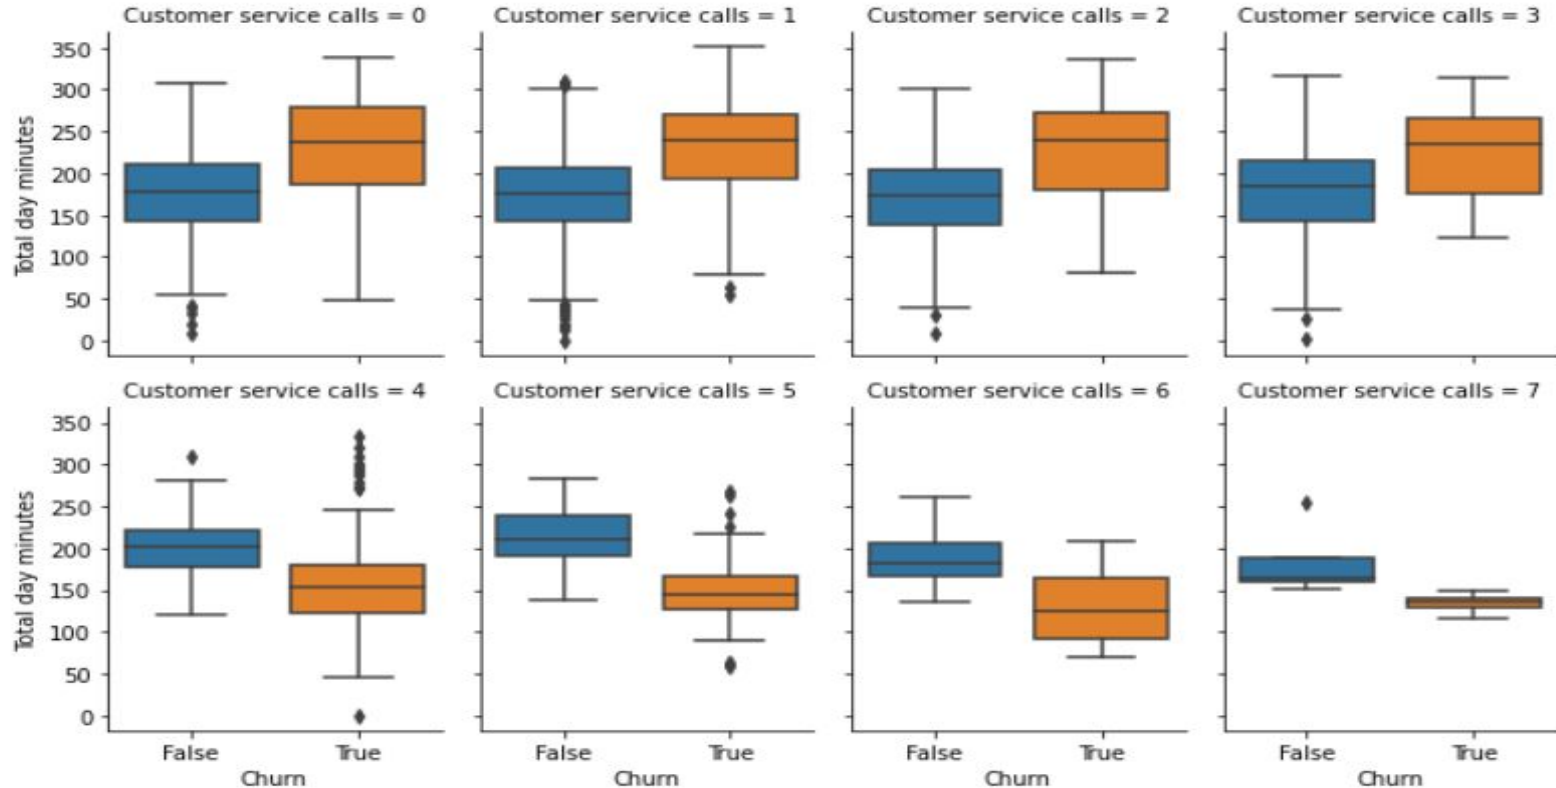 Customer service calls = 0
Customer service calls = 1
Customer service calls = 2
Customer service calls = 3
Total day minutes
350
300
250
200
150
100
50
0
Customer service calls = 4
Customer service calls = 5
Customer service calls = 6
Customer service calls = 7
Total day minutes
350
300
250
200
150
100
50
0
False True
Churn
False True
Churn
False True
Churn
False True
Churn